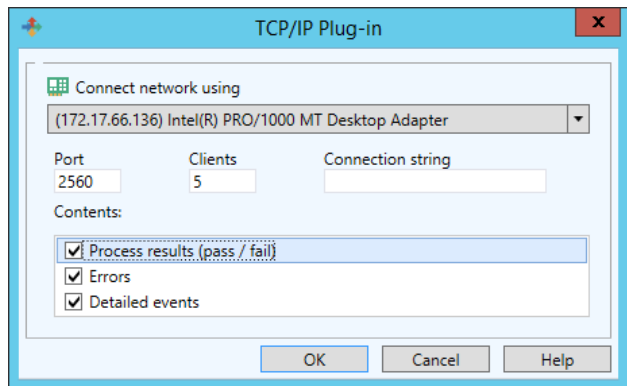 TCP/IP Plug-in
x
Connect network using
(172.17.66.136) Intel(R) PRO/1000 MT Desktop Adapter
Port Clients Connection string
2560 5
Contents:
Process results (pass / fail)
Errors
Detailed events
OK Cancel Help